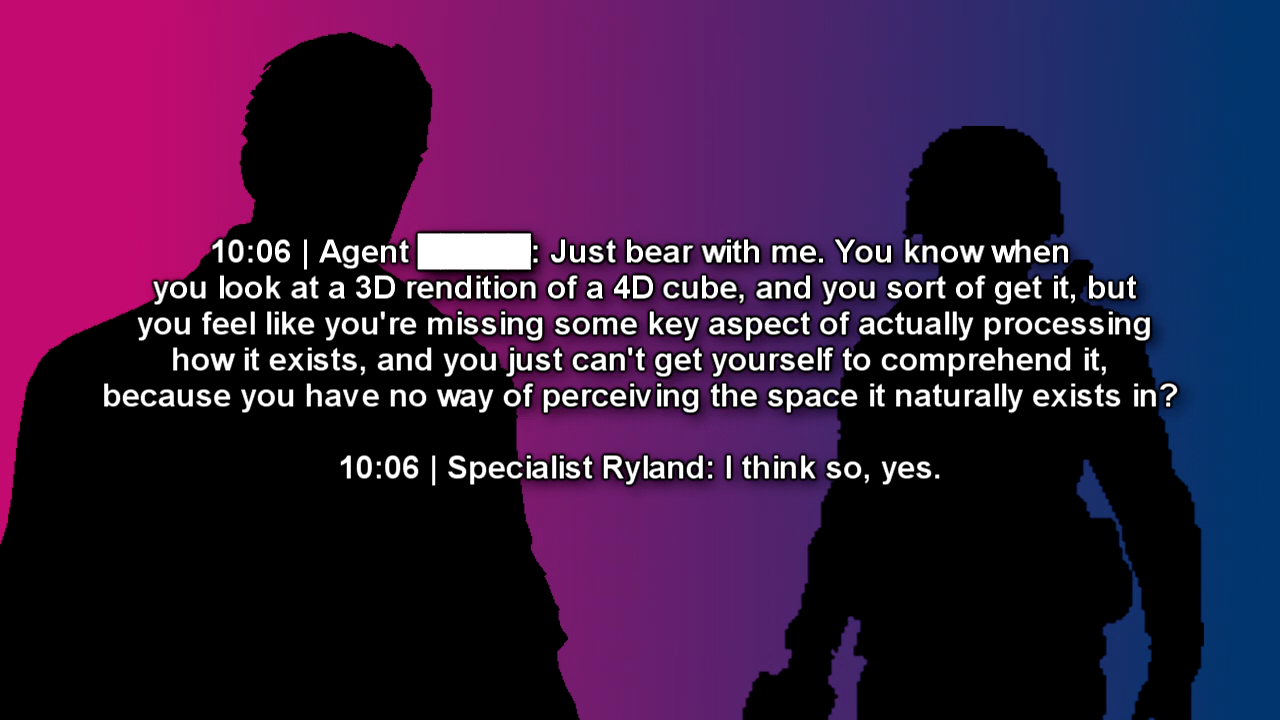 10:06 | Agent : Just bear with me. You know when
you look at a 3D rendition of a 4D cube, and you sort of get it, but
you feel like you're missing some key aspect of actually processing
how it exists, and you just can't get yourself to comprehend it,
because you have no way of perceiving the space it naturally exists in?
10:06 | Specialist Ryland: I think so, yes.